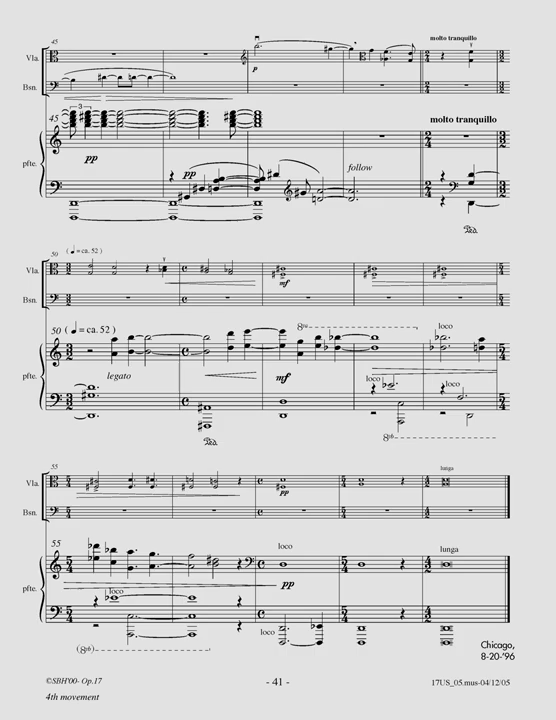 45
molto tranquillo
Vla.
p
Bsn.
45
3
molto tranquillo
pfte.
pp
follow
pp
Ped.
50
( ♩ = ca. 52 )
Vla.
mf
Bsn.
50 ( ♩ = ca. 52 )
8va
loco
pfte.
legato
mf
loco
loco
Ped.
8vb
55
lunga
Vla.
pp
Bsn.
55
loco
lunga
pfte.
loco
pp
loco
(8vb)
Chicago,
8-20-'96
©SBH'00- Op.17
- 41 -
17US_05.mus-04/12/05
4th movement